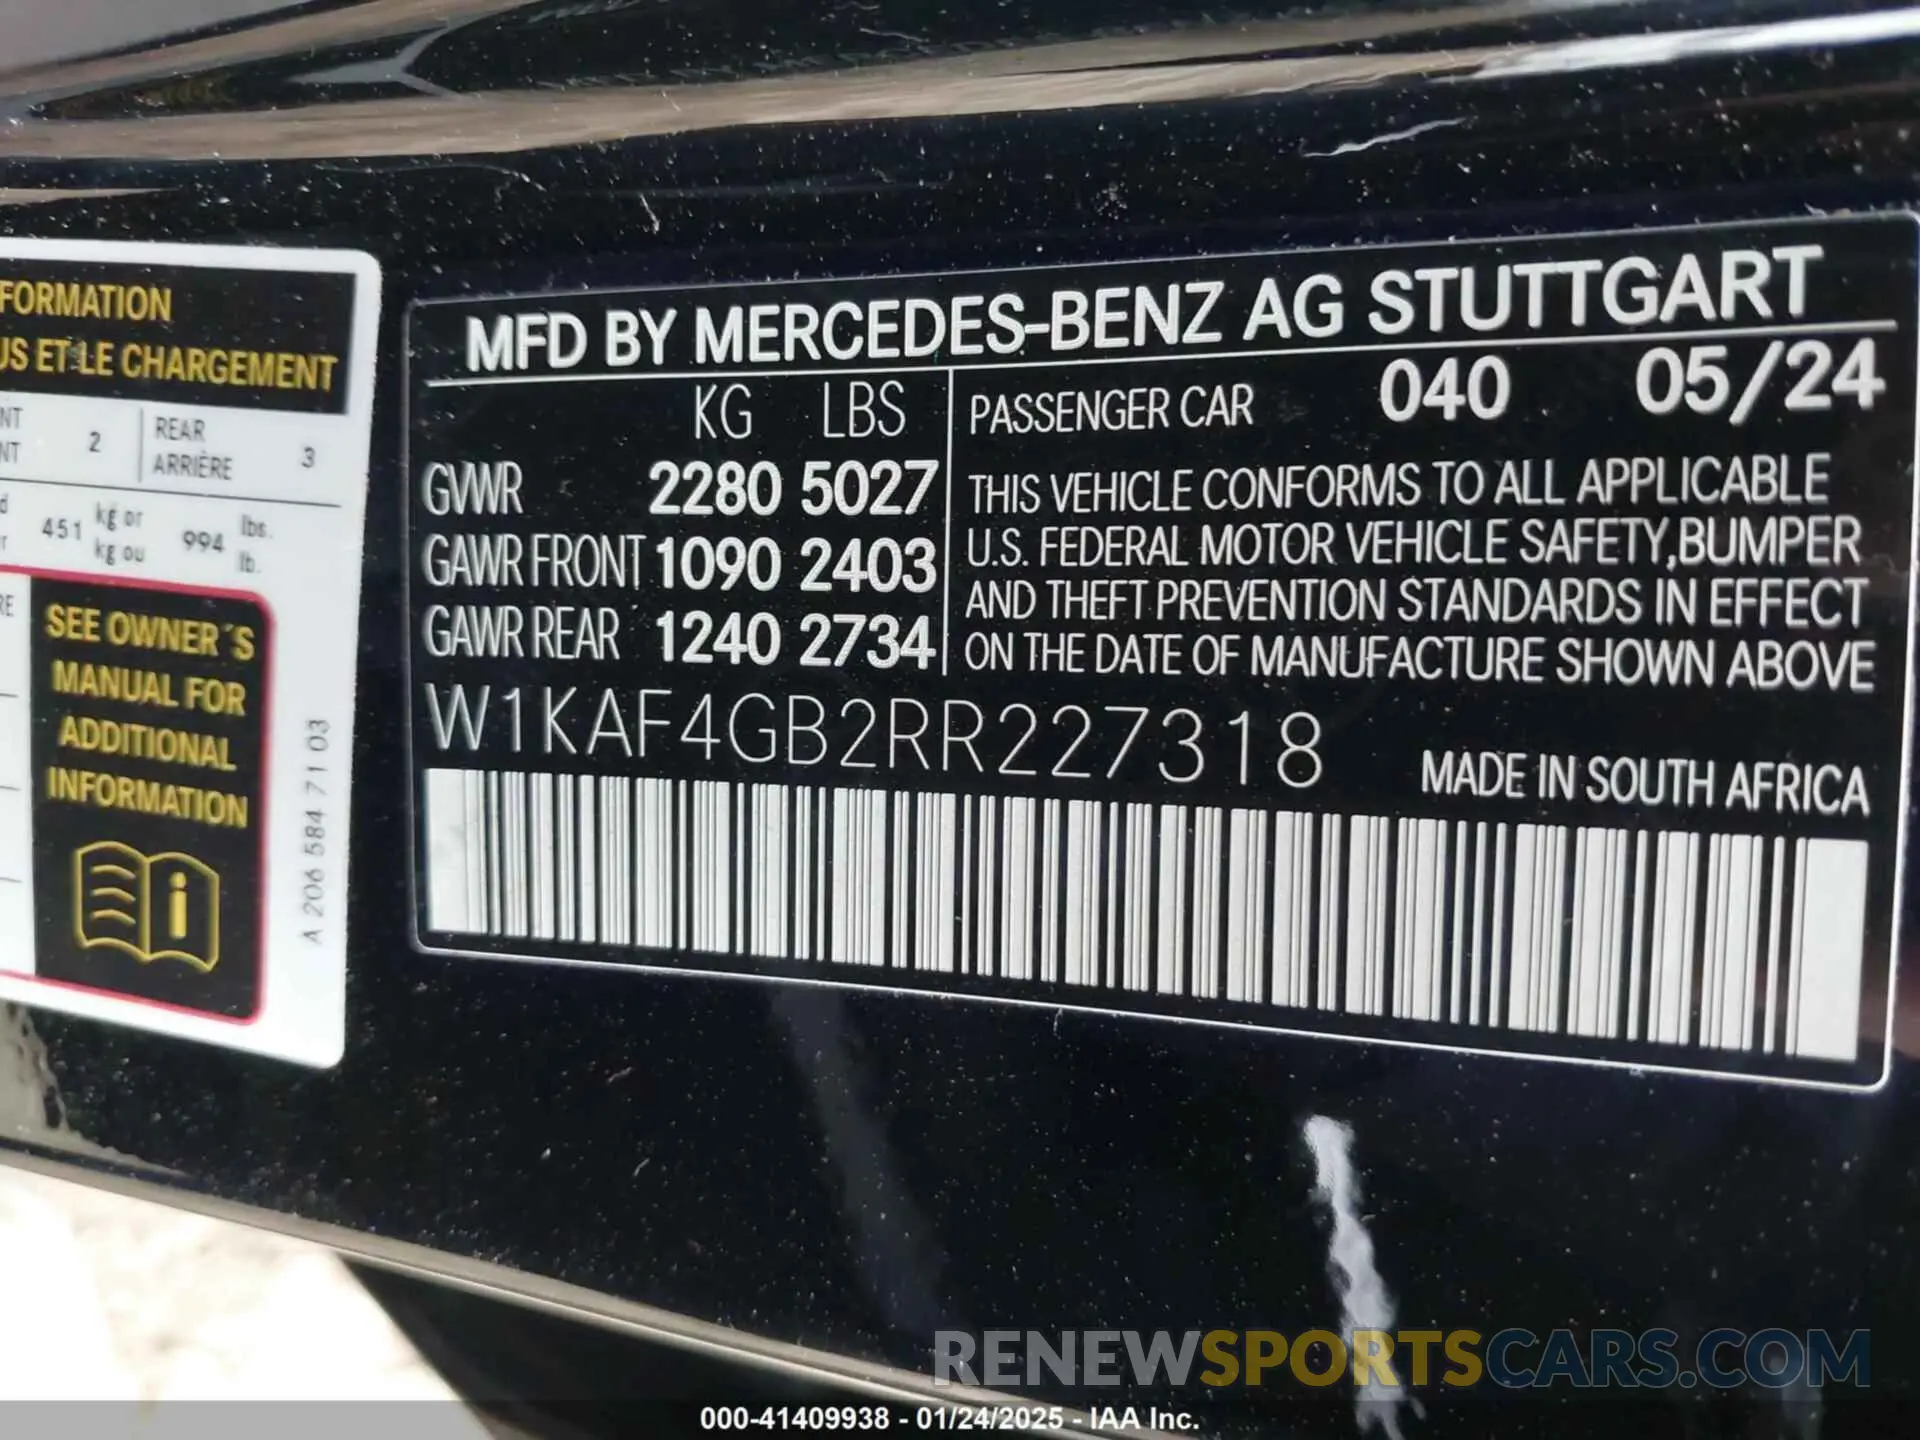 FORMATION
US ET LE CHARGEMENT
NT 2 REAR 3
NT ARRIÈRE
451 kg or 994 lbs.
kg ou lb.
RE
SEE OWNER´S
MANUAL FOR
ADDITIONAL
INFORMATION
i
A 206 584 71 03
MFD BY MERCEDES-BENZ AG STUTTGART
KG LBS
GVWR 2280 5027
GAWR FRONT 1090 2403
GAWR REAR 1240 2734
PASSENGER CAR 040 05/24
THIS VEHICLE CONFORMS TO ALL APPLICABLE
U.S. FEDERAL MOTOR VEHICLE SAFETY,BUMPER
AND THEFT PREVENTION STANDARDS IN EFFECT
ON THE DATE OF MANUFACTURE SHOWN ABOVE
W1KAF4GB2RR227318
MADE IN SOUTH AFRICA
RENEWSPORTSCARS.COM
000-41409938 - 01/24/2025 - IAA Inc.